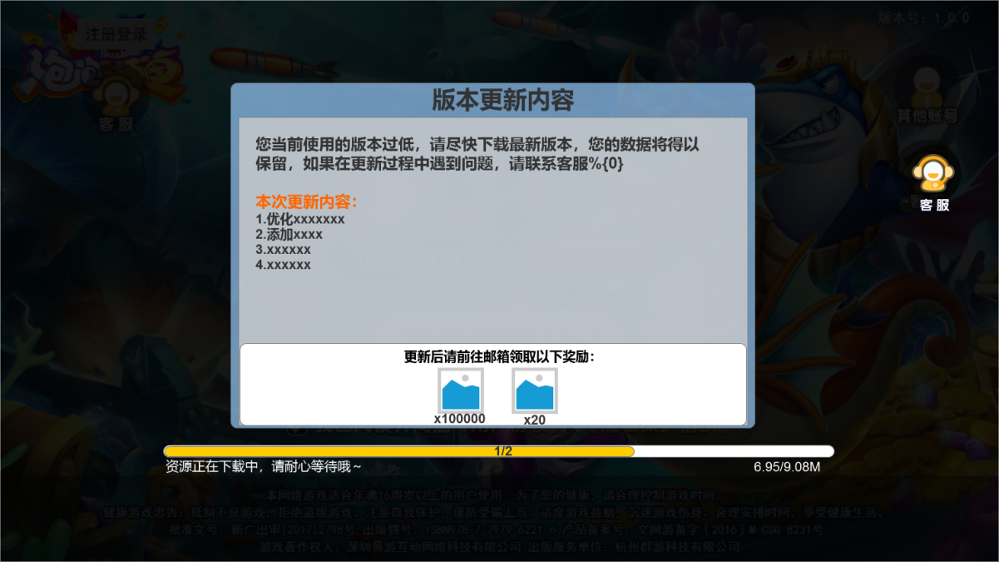 注册登录
版本号：1.0.0
客服
其他账号
版本更新内容
您当前使用的版本过低，请尽快下载最新版本，您的数据将得以
保留，如果在更新过程中遇到问题，请联系客服%{0}
客服
本次更新内容：
1.优化xxxxxxx
2.添加xxxx
3.xxxxxx
4.xxxxxx
更新后请前往邮箱领取以下奖励：
x100000
x20
1/2
资源正在下载中，请耐心等待哦～
6.95/9.08M
本网络游戏适合年满16周岁以上的用户使用；为了您的健康，请合理控制游戏时间。
健康游戏忠告：抵制不良游戏，拒绝盗版游戏。注意自我保护，谨防受骗上当。适度游戏益脑，沉迷游戏伤身。合理安排时间，享受健康生活。
批准文号：新广出审[2017]2798号 出版物号：ISBN978-7-7979-6221-6 产品备案号：文网游备字〔2016〕M-CSG 8231号
游戏著作权人：深圳易游互动网络科技有限公司 出版服务单位：杭州群游科技有限公司